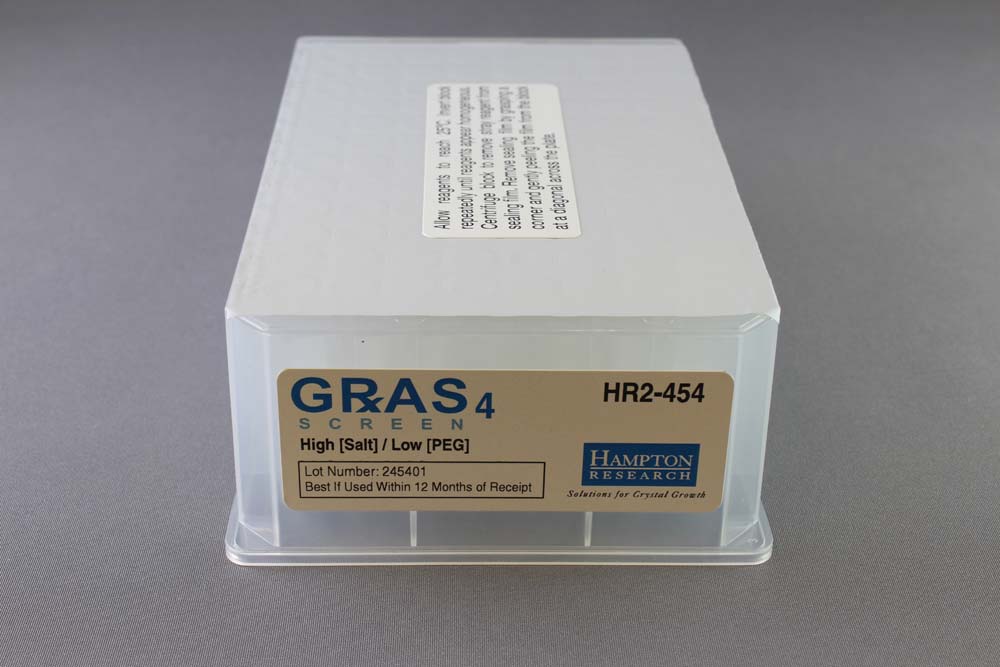 Allow reagents to reach 25ºC. Invert block
repeatedly until reagents appear homogeneous.
Centrifuge block to remove stray reagent from
sealing film. Remove sealing film by grasping a
corner and gently peeling the film from the block
at a diagonal across the plate.
GRAS 4
SCREEN
High [Salt] / Low [PEG]
Lot Number: 245401
Best If Used Within 12 Months of Receipt
HR2-454
HAMPTON
RESEARCH
Solutions for Crystal Growth